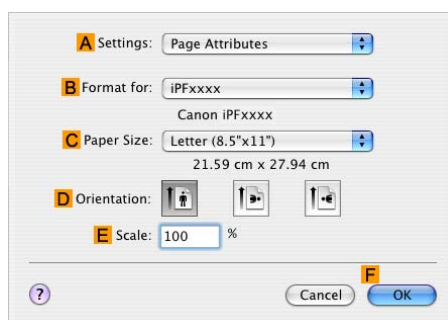 A Settings: Page Attributes
B Format for: iPFxxxx
Canon iPFxxxx
C Paper Size: Letter (8.5"x11")
21.59 cm x 27.94 cm
D Orientation:
E Scale: 100 %
F
? Cancel OK